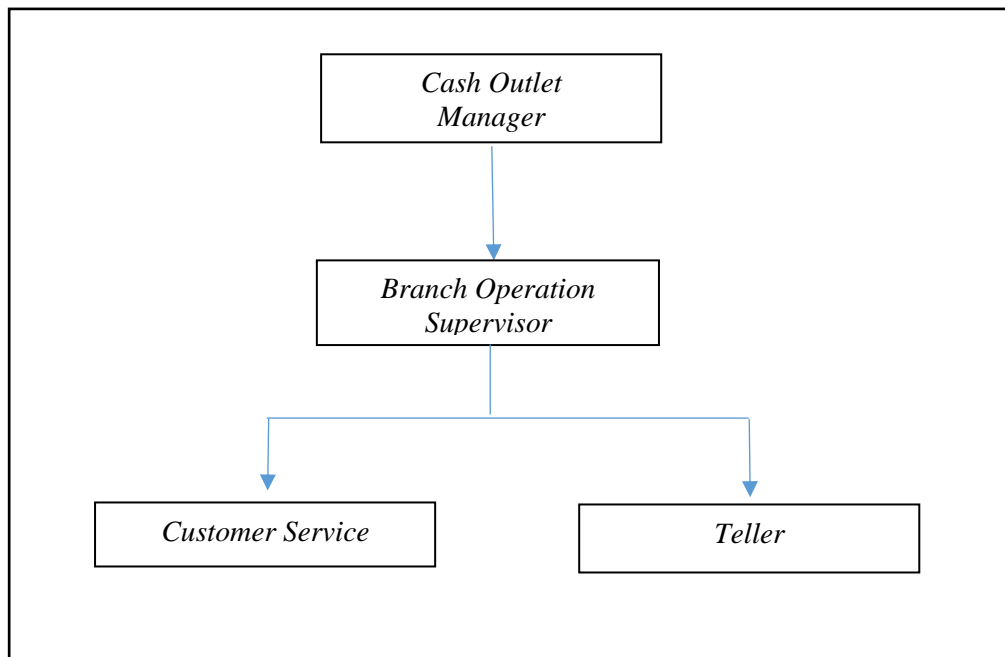 Cash Outlet
Manager
Branch Operation
Supervisor
Customer Service
Teller